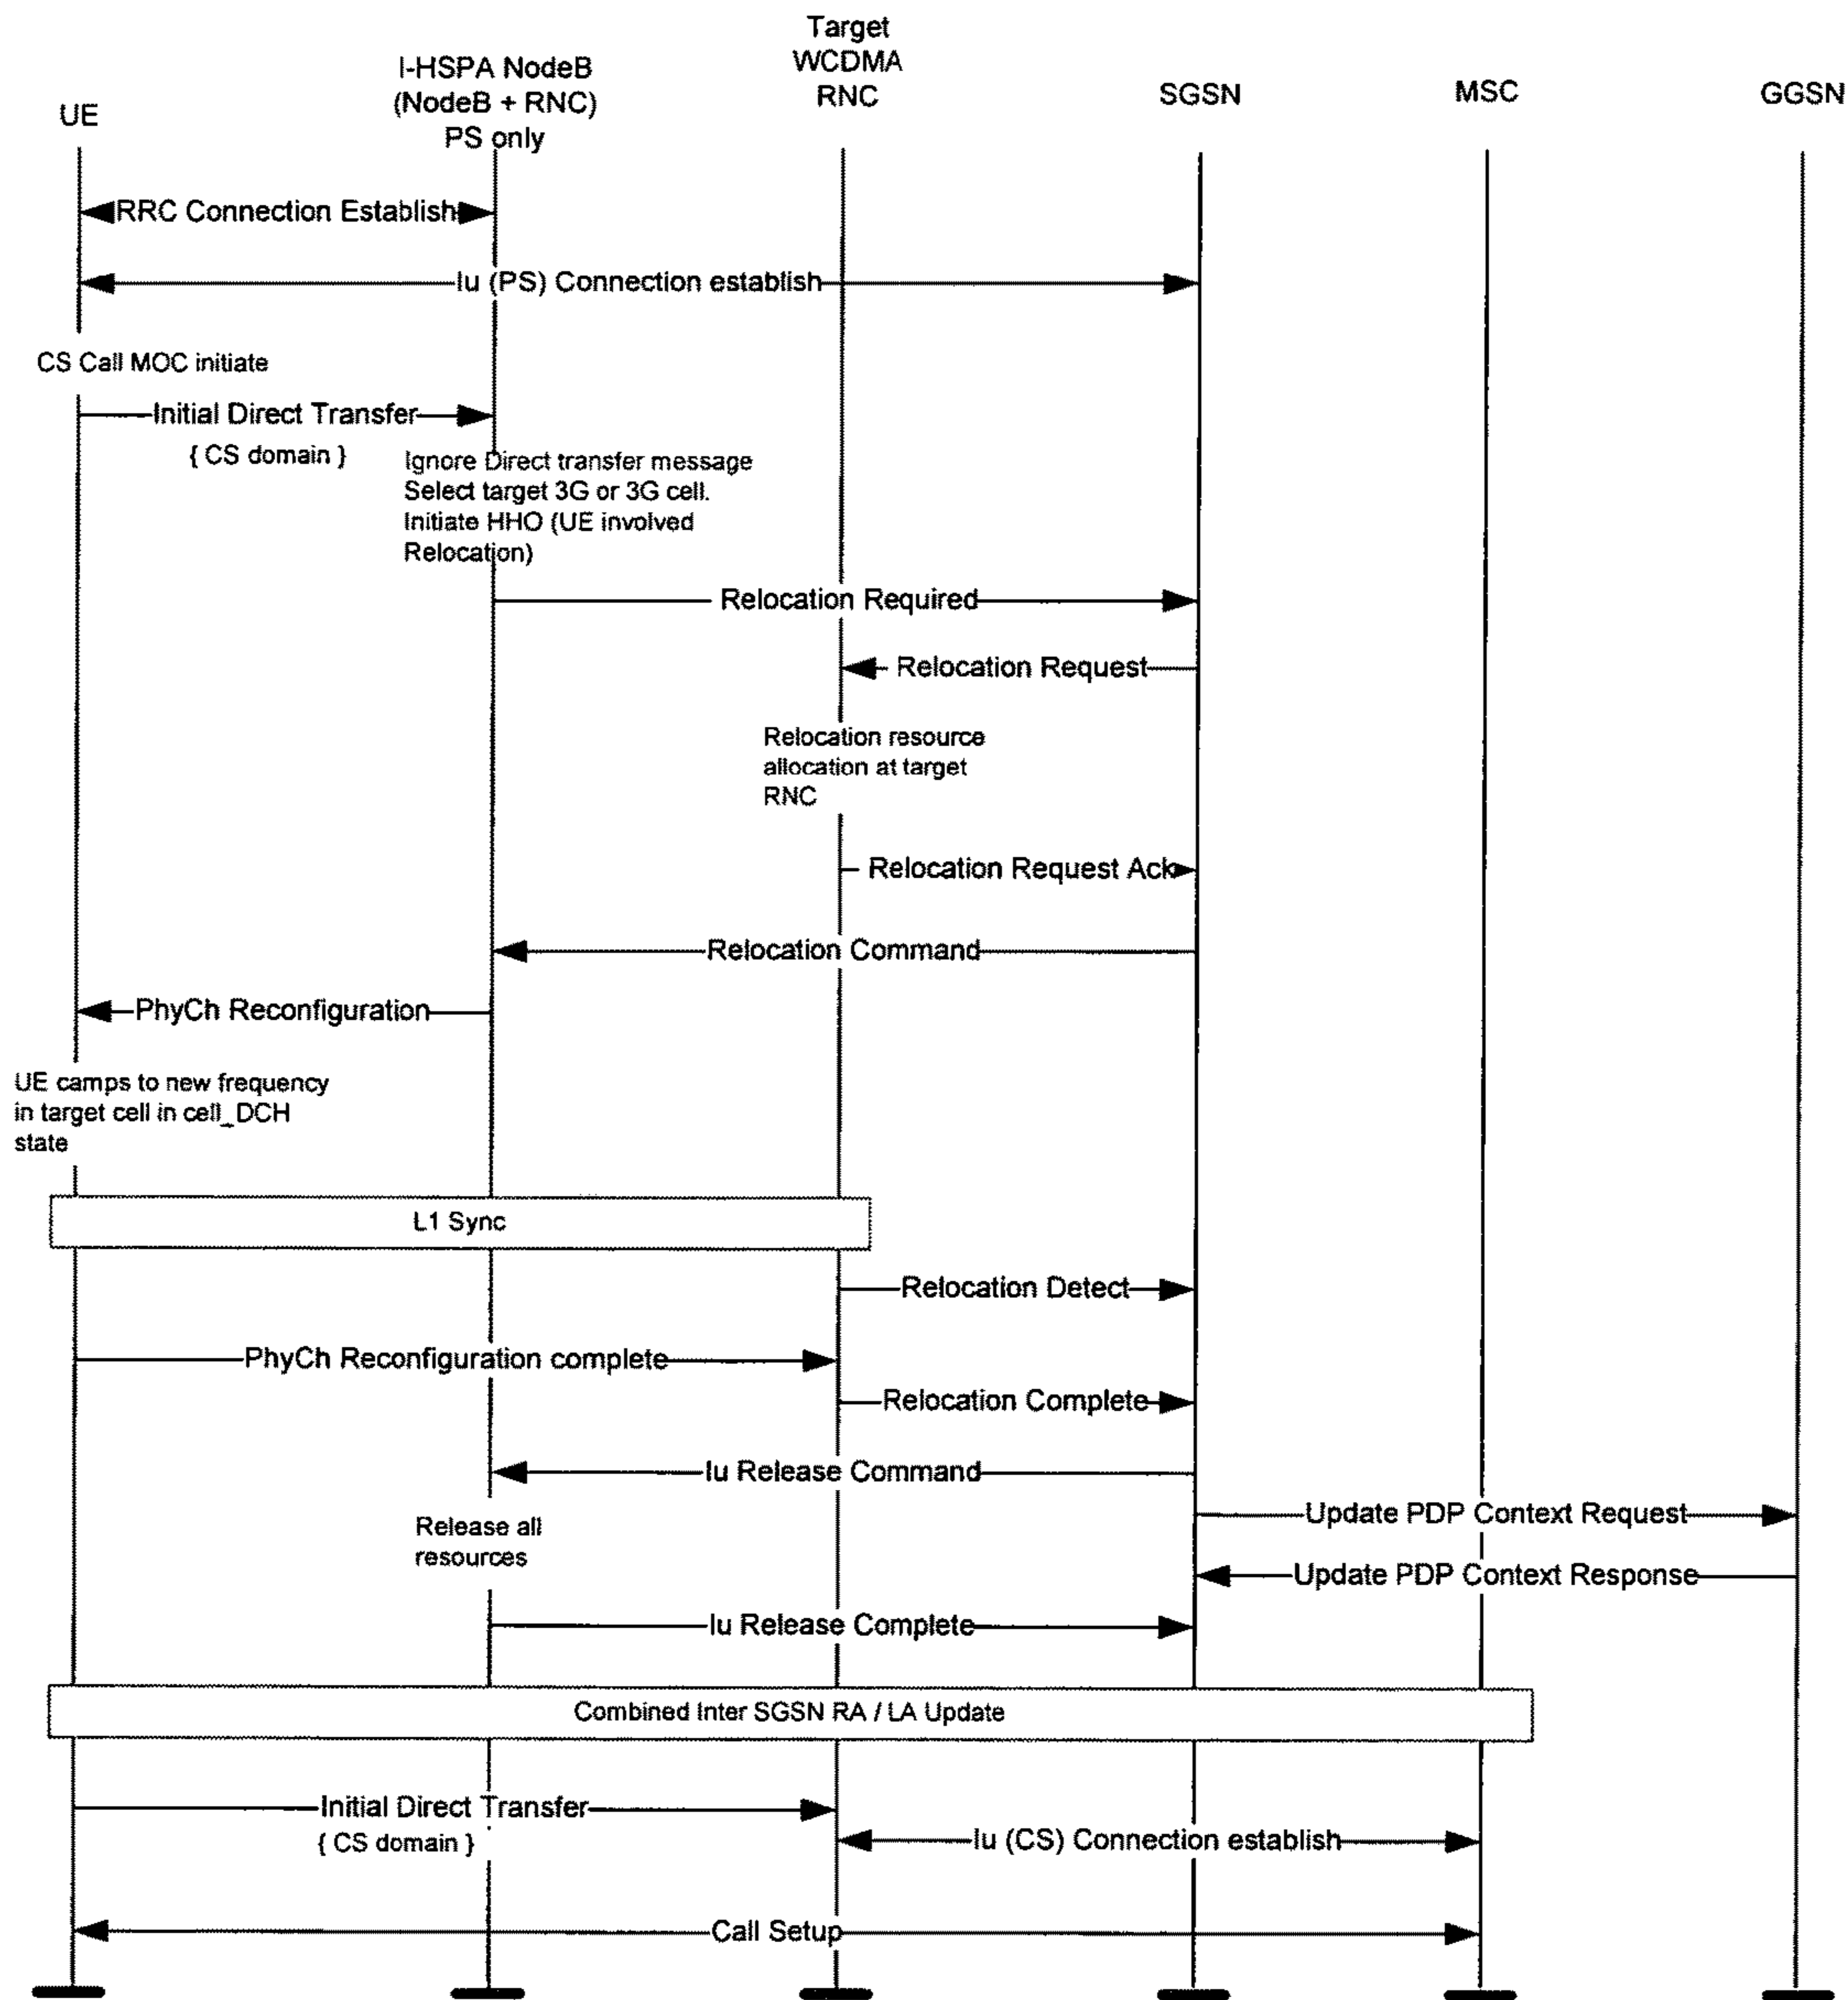 Target
WCDMA
RNC
I-HSPA NodeB
(NodeB + RNC)
PS only
UE
SGSN
MSC
GGSN
RRC Connection Establish
Iu (PS) Connection establish
CS Call MOC initiate
Initial Direct Transfer
{ CS domain }
Ignore Direct transfer message
Select target 3G or 3G cell.
Initiate HHO (UE involved
Relocation)
Relocation Required
Relocation Request
Relocation resource
allocation at target
RNC
Relocation Request Ack
Relocation Command
PhyCh Reconfiguration
UE camps to new frequency
in target cell in cell_DCH
state
L1 Sync
Relocation Detect
PhyCh Reconfiguration complete
Relocation Complete
Iu Release Command
Update PDP Context Request
Release all
resources
Update PDP Context Response
Iu Release Complete
Combined Inter SGSN RA / LA Update
Initial Direct Transfer
{ CS domain }
Iu (CS) Connection establish
Call Setup